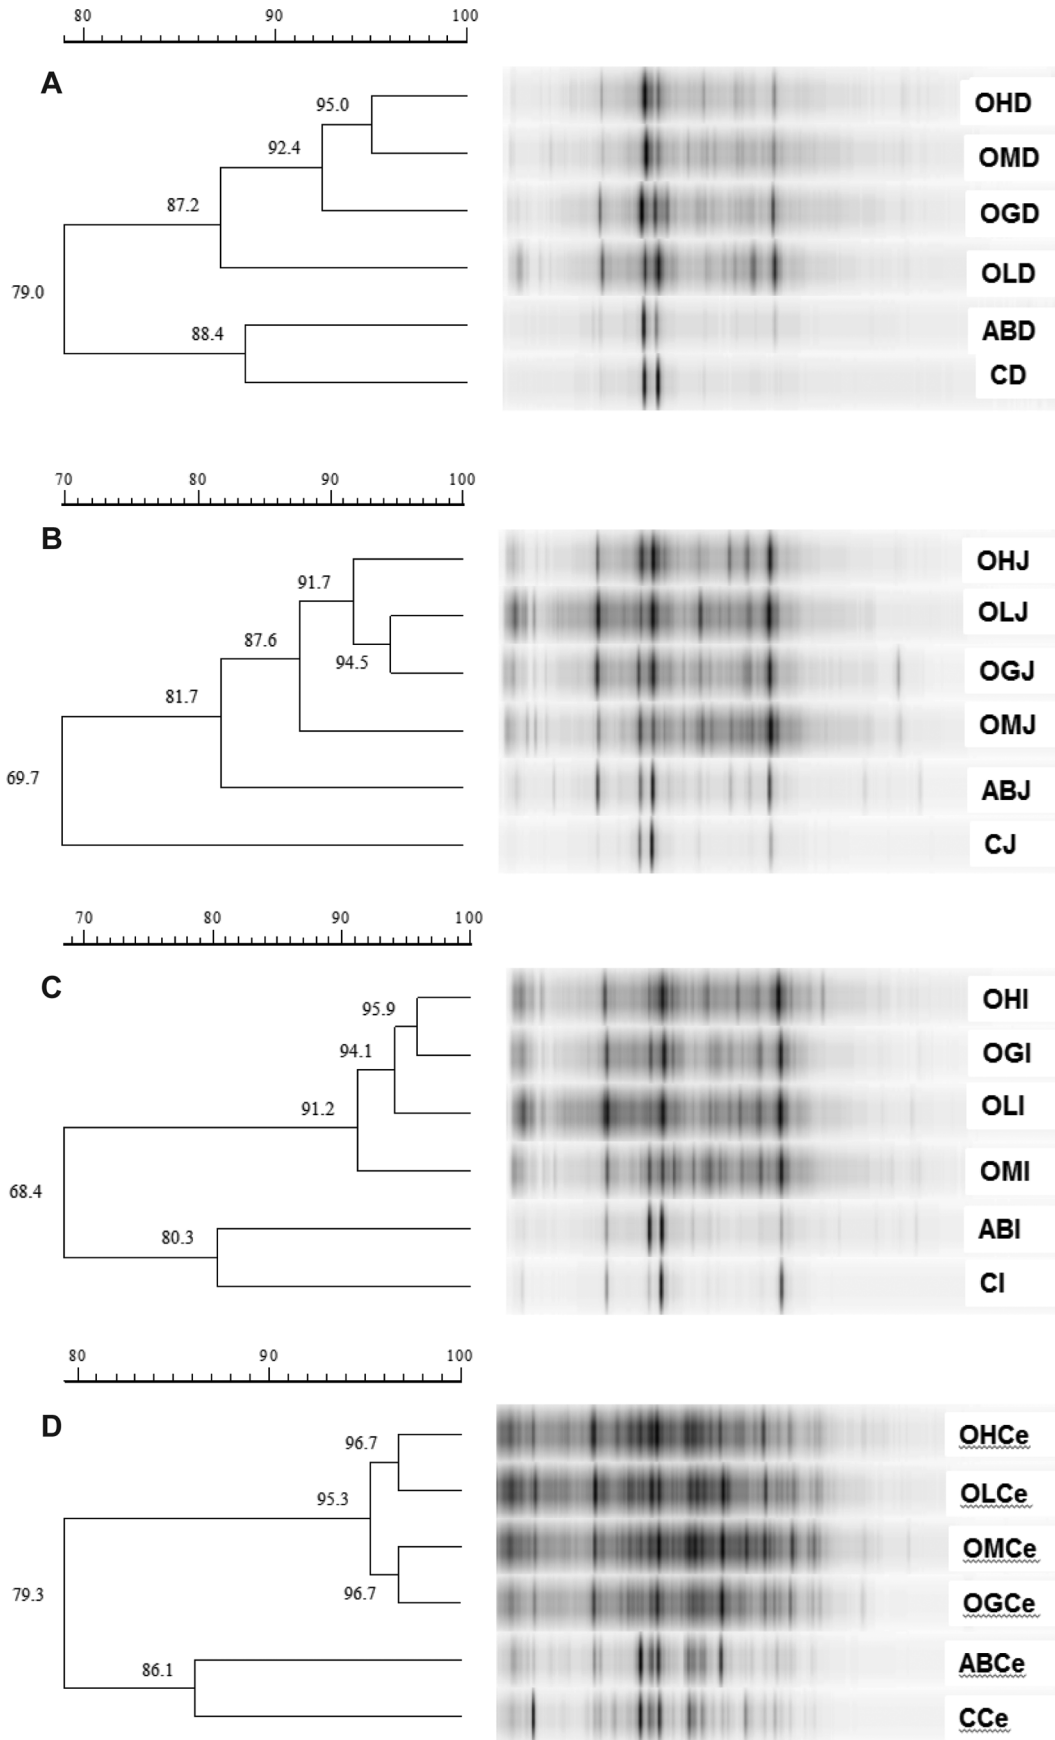 80 90 100
A
95.0
OHD
92.4
OMD
87.2
OGD
OLD
79.0
88.4
ABD
CD
70 80 90 100
B
91.7
OHJ
OLJ
87.6
94.5
OGJ
81.7
OMJ
69.7
ABJ
CJ
70 80 90 100
C
95.9
OHI
94.1
OGI
91.2
OLI
OMI
68.4
80.3
ABI
CI
80 90 100
D
96.7
OHCe
95.3
OLCe
OMCe
79.3
96.7
OGCe
86.1
ABCe
CCe